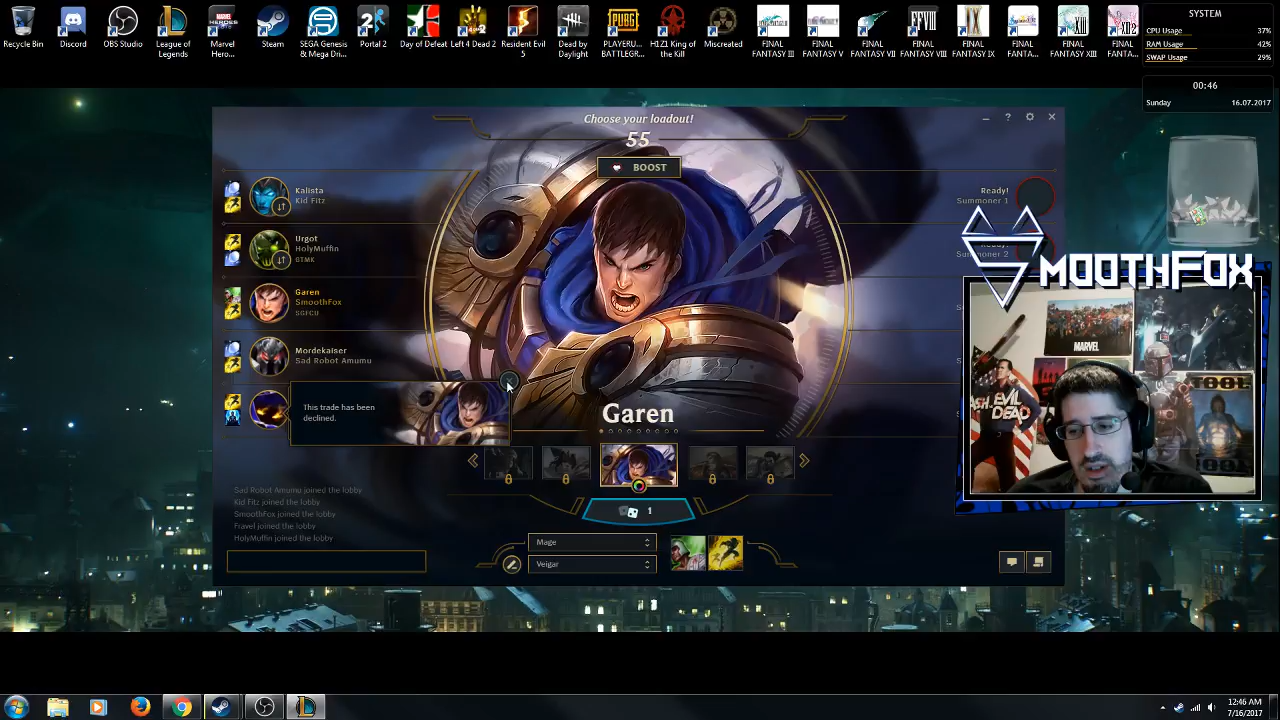 Recycle Bin
Discord
OBS Studio
League of Legends
Marvel Hero...
Steam
SEGA Genesis & Mega Dri...
Portal 2
Day of Defeat
Left 4 Dead 2
Resident Evil 5
Dead by Daylight
PLAYERU... BATTLEGR...
H1Z1 King of the Kill
Miscreated
FINAL FANTASY III
FINAL FANTASY V
FINAL FANTASY VII
FINAL FANTASY VIII
FINAL FANTASY IX
FINAL FANTA...
FINAL FANTASY XIII
FINAL FANTA...
SYSTEM
CPU Usage 37%
RAM Usage 42%
SWAP Usage 29%
00:46
Sunday 16.07.2017
Choose your loadout!
55
BOOST
Kalista
Kid Fitz
Urgot
HolyMuffin
GTMK
Garen
SmoothFox
SGFCU
Mordekaiser
Sad Robot Amumu
This trade has been
declined.
Ready!
Summoner 1
Summoner 2
Garen
1
Sad Robot Amumu joined the lobby
Kid Fitz joined the lobby
SmoothFox joined the lobby
Fravel joined the lobby
HolyMuffin joined the lobby
Mage
Veigar
SMOOTHFOX
MARVEL
EVIL
DEAD
TOOL
12:46 AM
7/16/2017